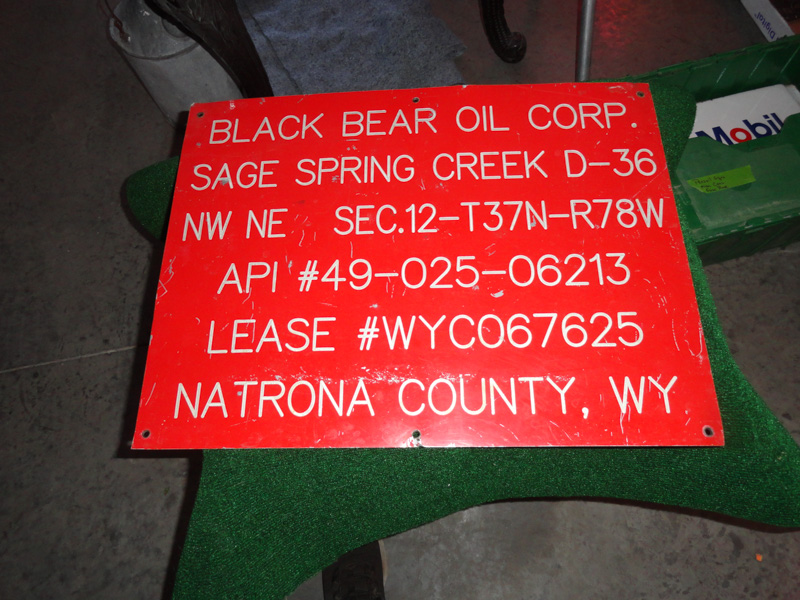 BLACK BEAR OIL CORP.
SAGE SPRING CREEK D-36
NW NE SEC.12-T37N-R78W
API #49-025-06213
LEASE #WYC067625
NATRONA COUNTY, WY
Mobil
Digital